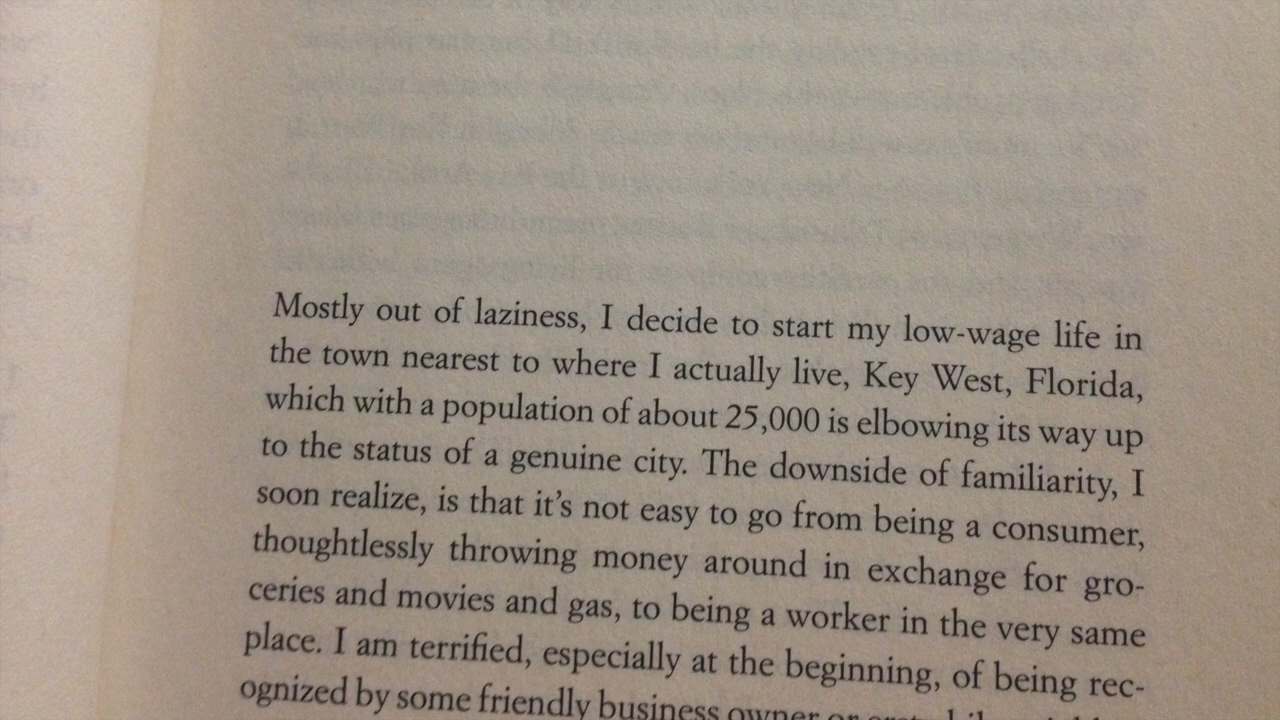 Mostly out of laziness, I decide to start my low-wage life in
the town nearest to where I actually live, Key West, Florida,
which with a population of about 25,000 is elbowing its way up
to the status of a genuine city. The downside of familiarity, I
soon realize, is that it's not easy to go from being a consumer,
thoughtlessly throwing money around in exchange for gro-
ceries and movies and gas, to being a worker in the very same
place. I am terrified, especially at the beginning, of being rec-
ognized by some friendly business owner or